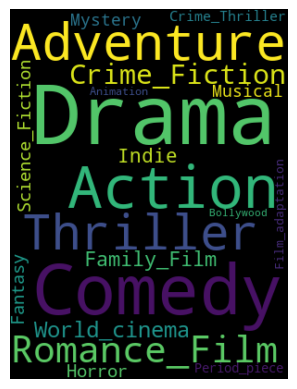 Mystery
Crime_Thriller
Adventure
Crime_Fiction
Science_Fiction
Animation
Musical
Drama
Indie
Action
Film_adaptation
Bollywood
Thriller
Family_Film
Fantasy
Comedy
World_cinema
Romance_Film
Horror
Period_piece